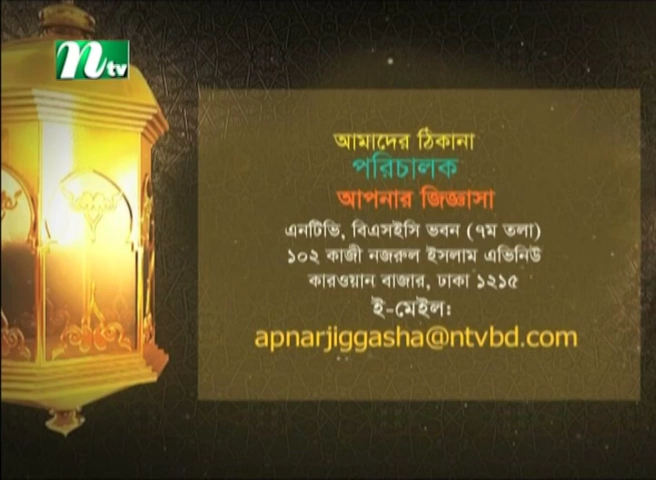 ntv
আমাদের ঠিকানা
পরিচালক
আপনার জিজ্ঞাসা
এনটিভি, বিএসইসি ভবন (৭ম তলা)
১০২ কাজী নজরুল ইসলাম এভিনিউ
কারওয়ান বাজার, ঢাকা ১২১৫
ই-মেইল:
apnarjiggasha@ntvbd.com